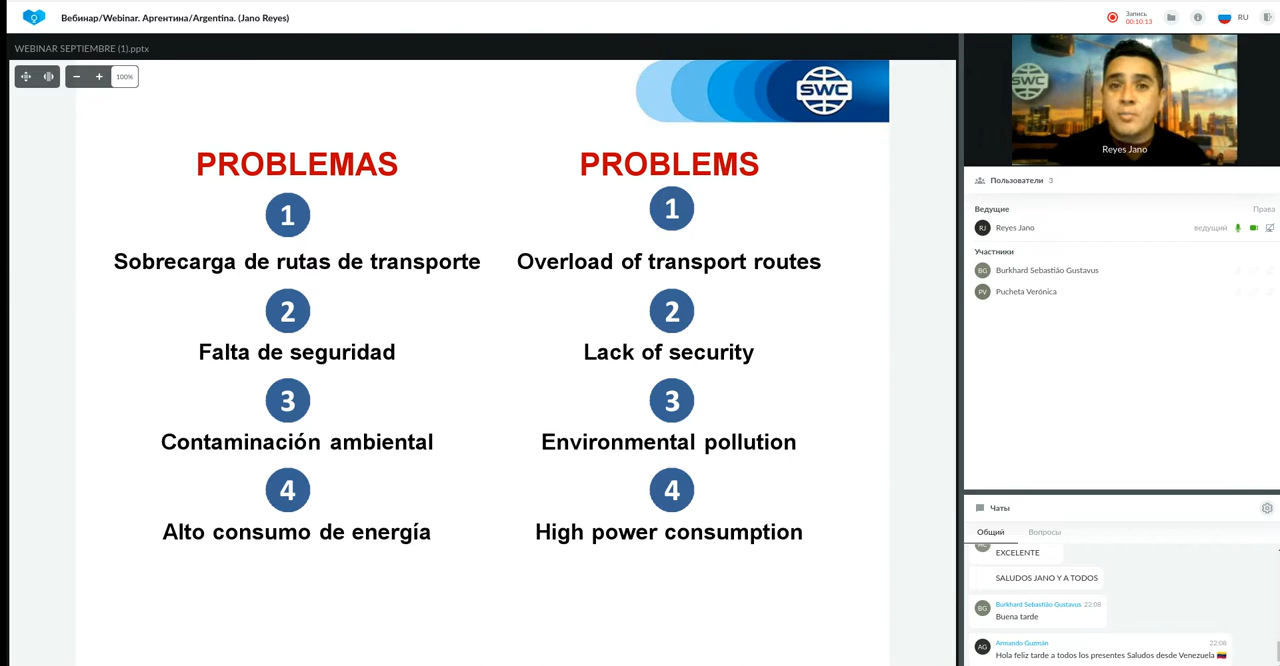 Вебинар/Webinar. Аргентина/Argentina. (Jano Reyes)
Запись
00:10:13
RU
WEBINAR SEPTIEMBRE (1).pptx
100%
SWC
PROBLEMAS
1
Sobrecarga de rutas de transporte
2
Falta de seguridad
3
Contaminación ambiental
4
Alto consumo de energía
PROBLEMS
1
Overload of transport routes
2
Lack of security
3
Environmental pollution
4
High power consumption
SWC
Reyes Jano
Пользователи 3
Ведущие
Права
RJ Reyes Jano ведущий
Участники
BG Burkhard Sebastião Gustavus
PV Pucheta Verónica
Чаты
Общий Вопросы
EXCELENTE
SALUDOS JANO Y A TODOS
BG Burkhard Sebastião Gustavus 22:08
Buena tarde
AG Armando Guzmán 22:08
Hola feliz tarde a todos los presentes Saludos desde Venezuela 🇻🇪